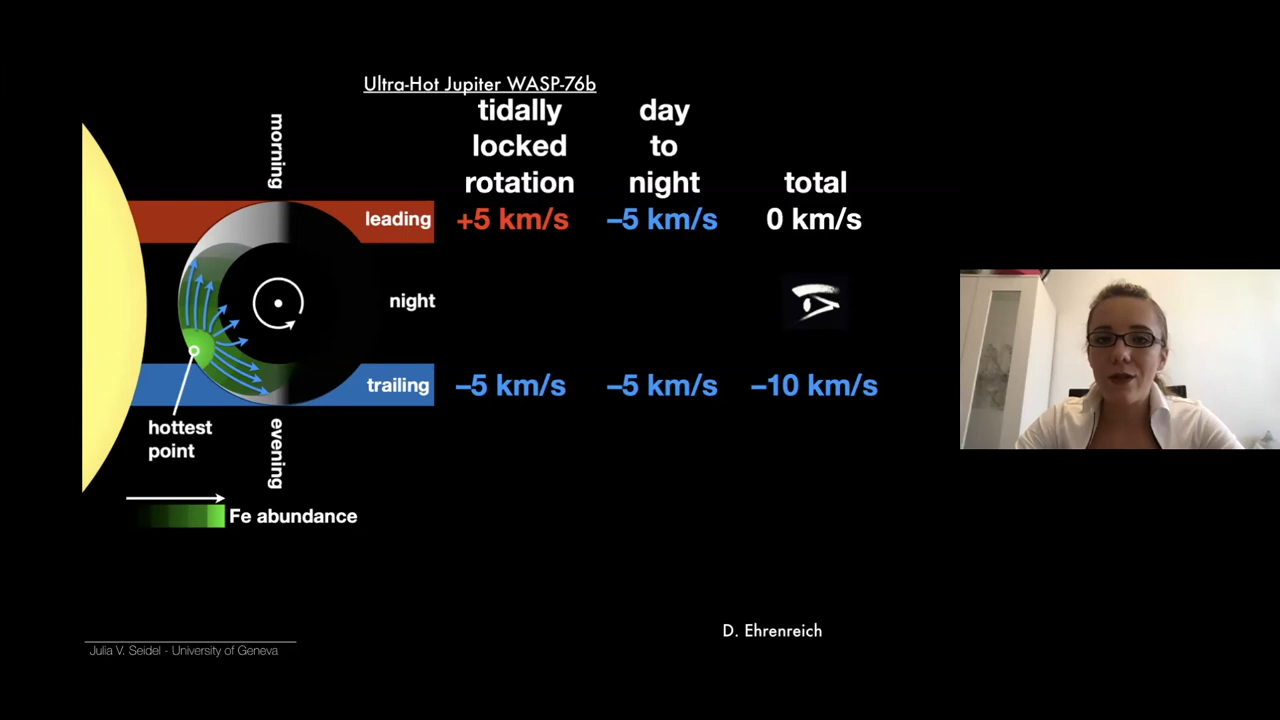 Ultra-Hot Jupiter WASP-76b
tidally
locked
rotation
day
to
night
total
morning
leading
+5 km/s
–5 km/s
0 km/s
night
trailing
–5 km/s
–5 km/s
–10 km/s
hottest
point
evening
Fe abundance
D. Ehrenreich
Julia V. Seidel - University of Geneva